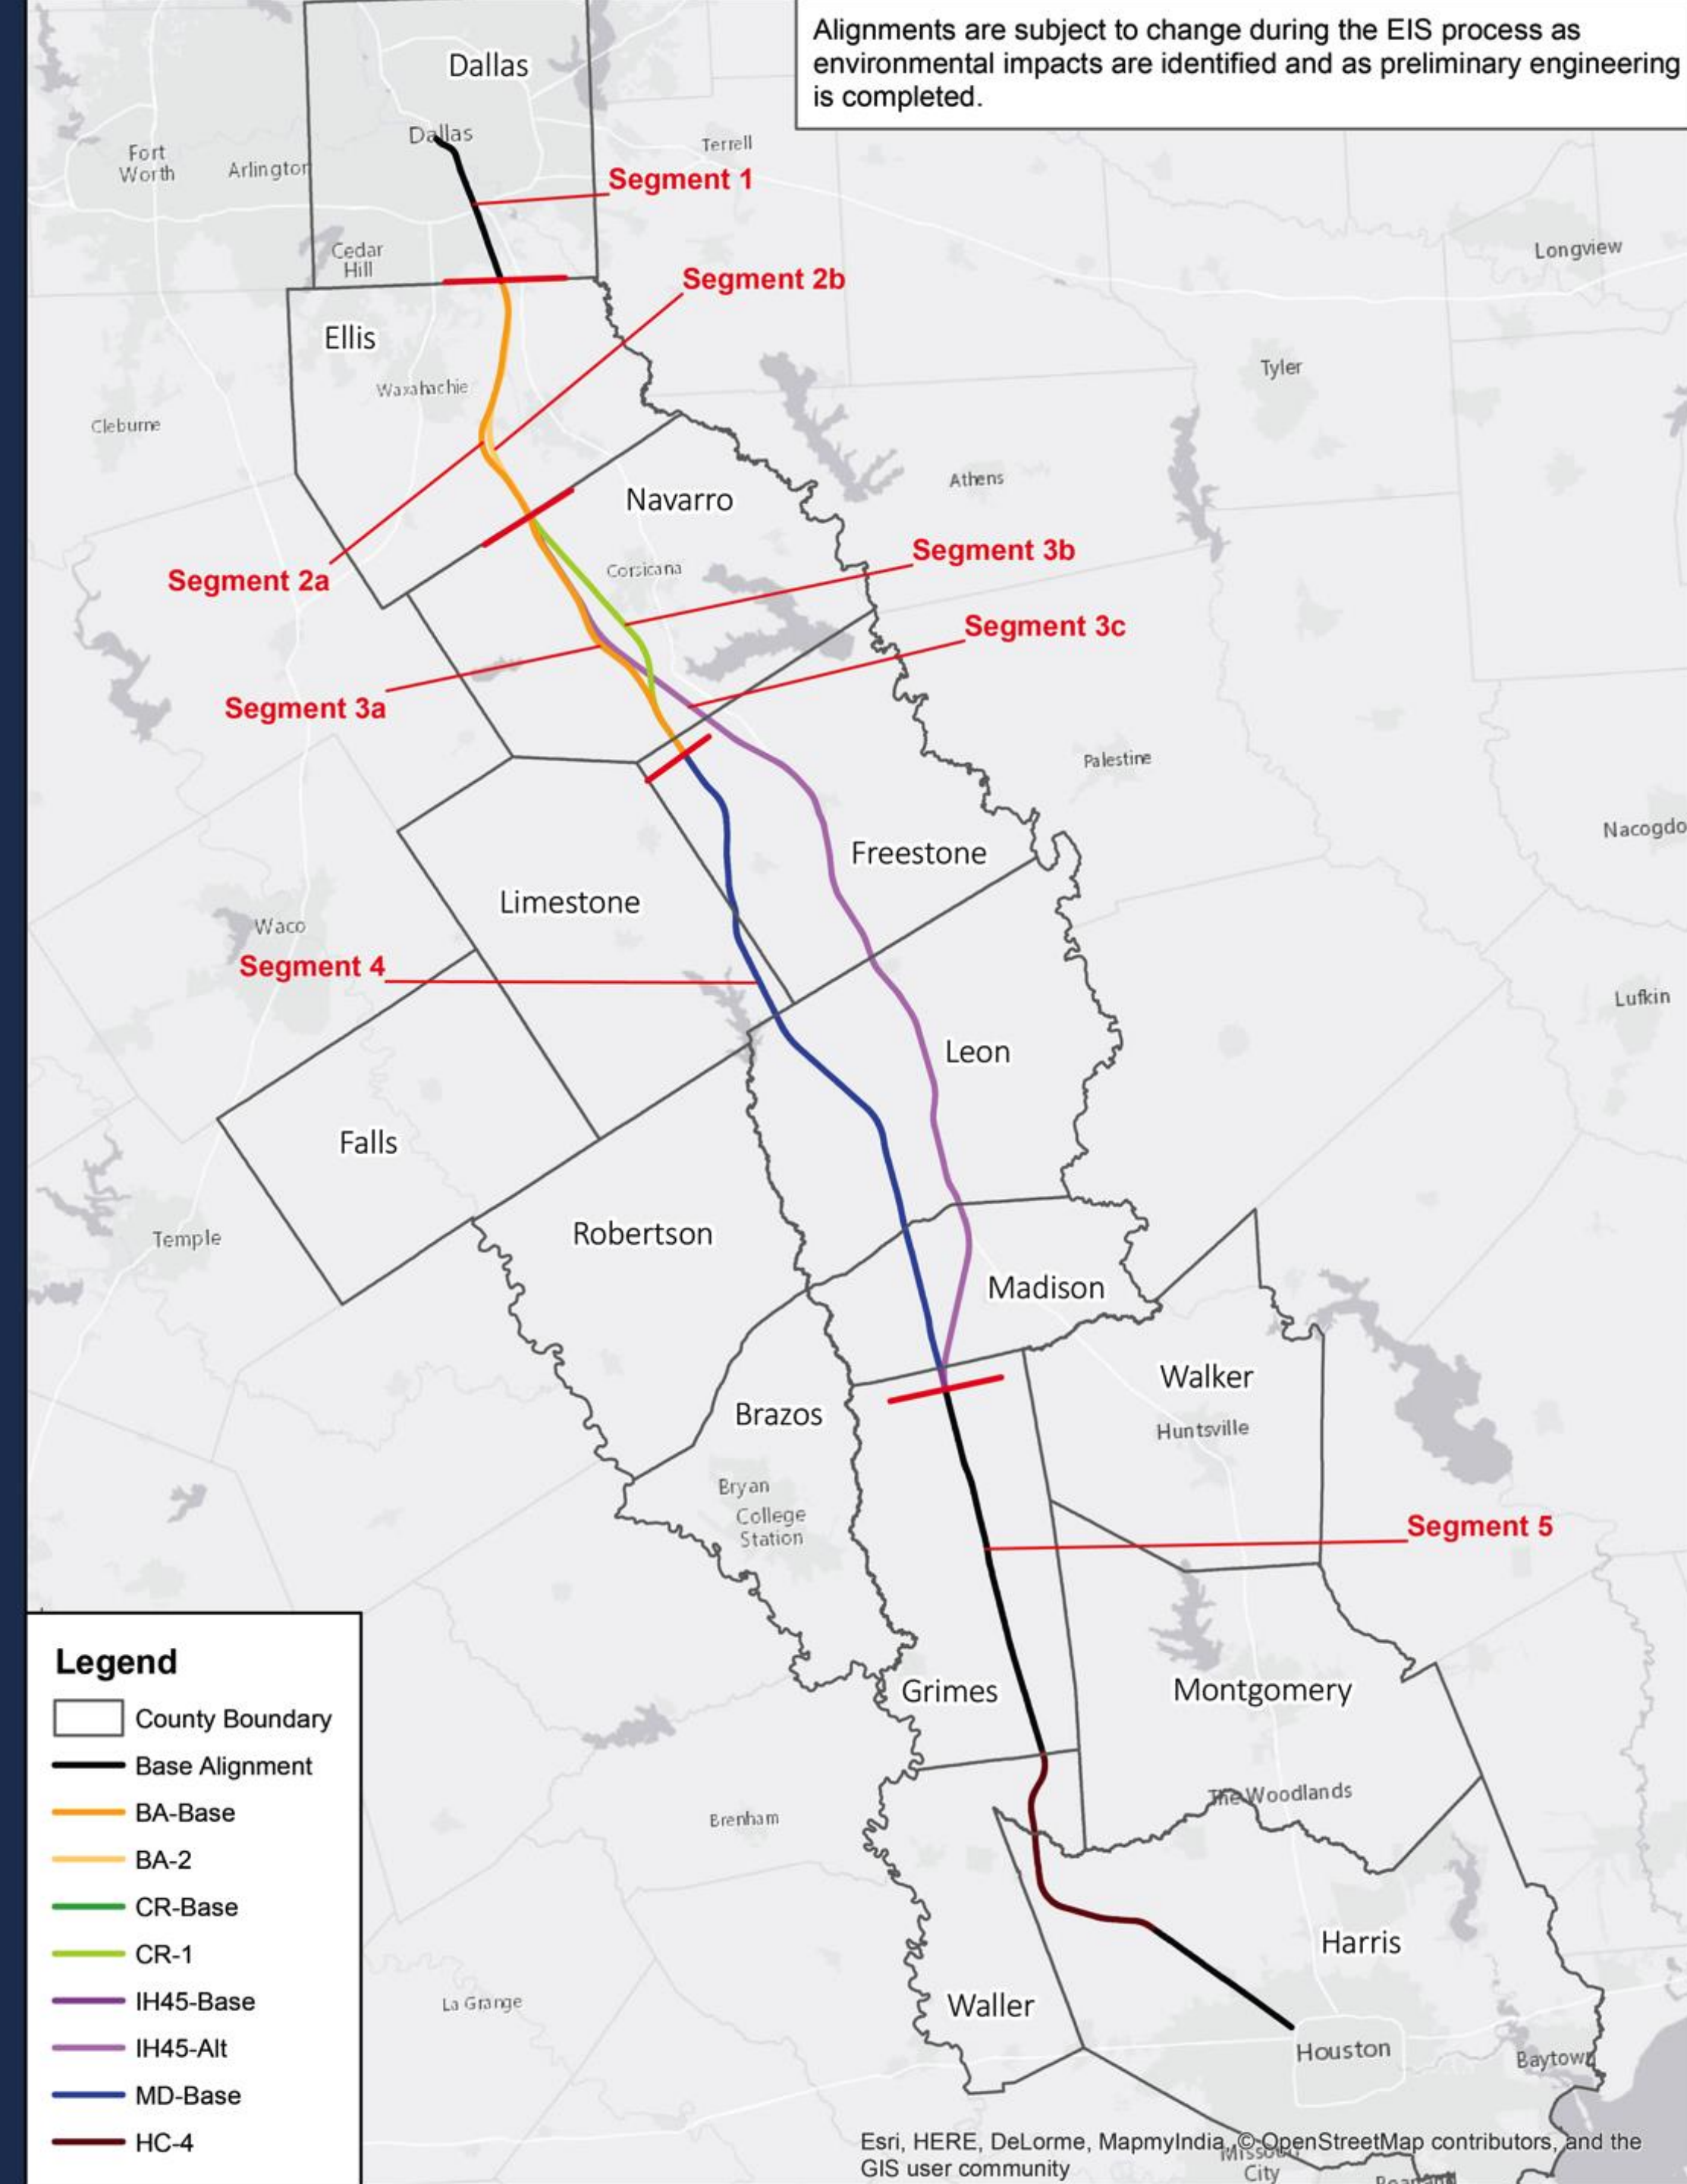 Alignments are subject to change during the EIS process as
environmental impacts are identified and as preliminary engineering
is completed.
Dallas
Dallas
Terrell
Fort
Worth
Arlington
Segment 1
Cedar
Hill
Longview
Segment 2b
Ellis
Tyler
Waxahachie
Cleburne
Athens
Navarro
Segment 3b
Corsicana
Segment 2a
Segment 3c
Segment 3a
Palestine
Nacogdo
Freestone
Limestone
Waco
Segment 4
Lufkin
Leon
Falls
Robertson
Temple
Madison
Walker
Brazos
Huntsville
Bryan
College
Station
Segment 5
Grimes
Montgomery
The Woodlands
Brenham
Harris
La Grange
Waller
Houston
Baytown
Legend
County Boundary
Base Alignment
BA-Base
BA-2
CR-Base
CR-1
IH45-Base
IH45-Alt
MD-Base
HC-4
Esri, HERE, DeLorme, MapmyIndia, © OpenStreetMap contributors, and the
GIS user community
City